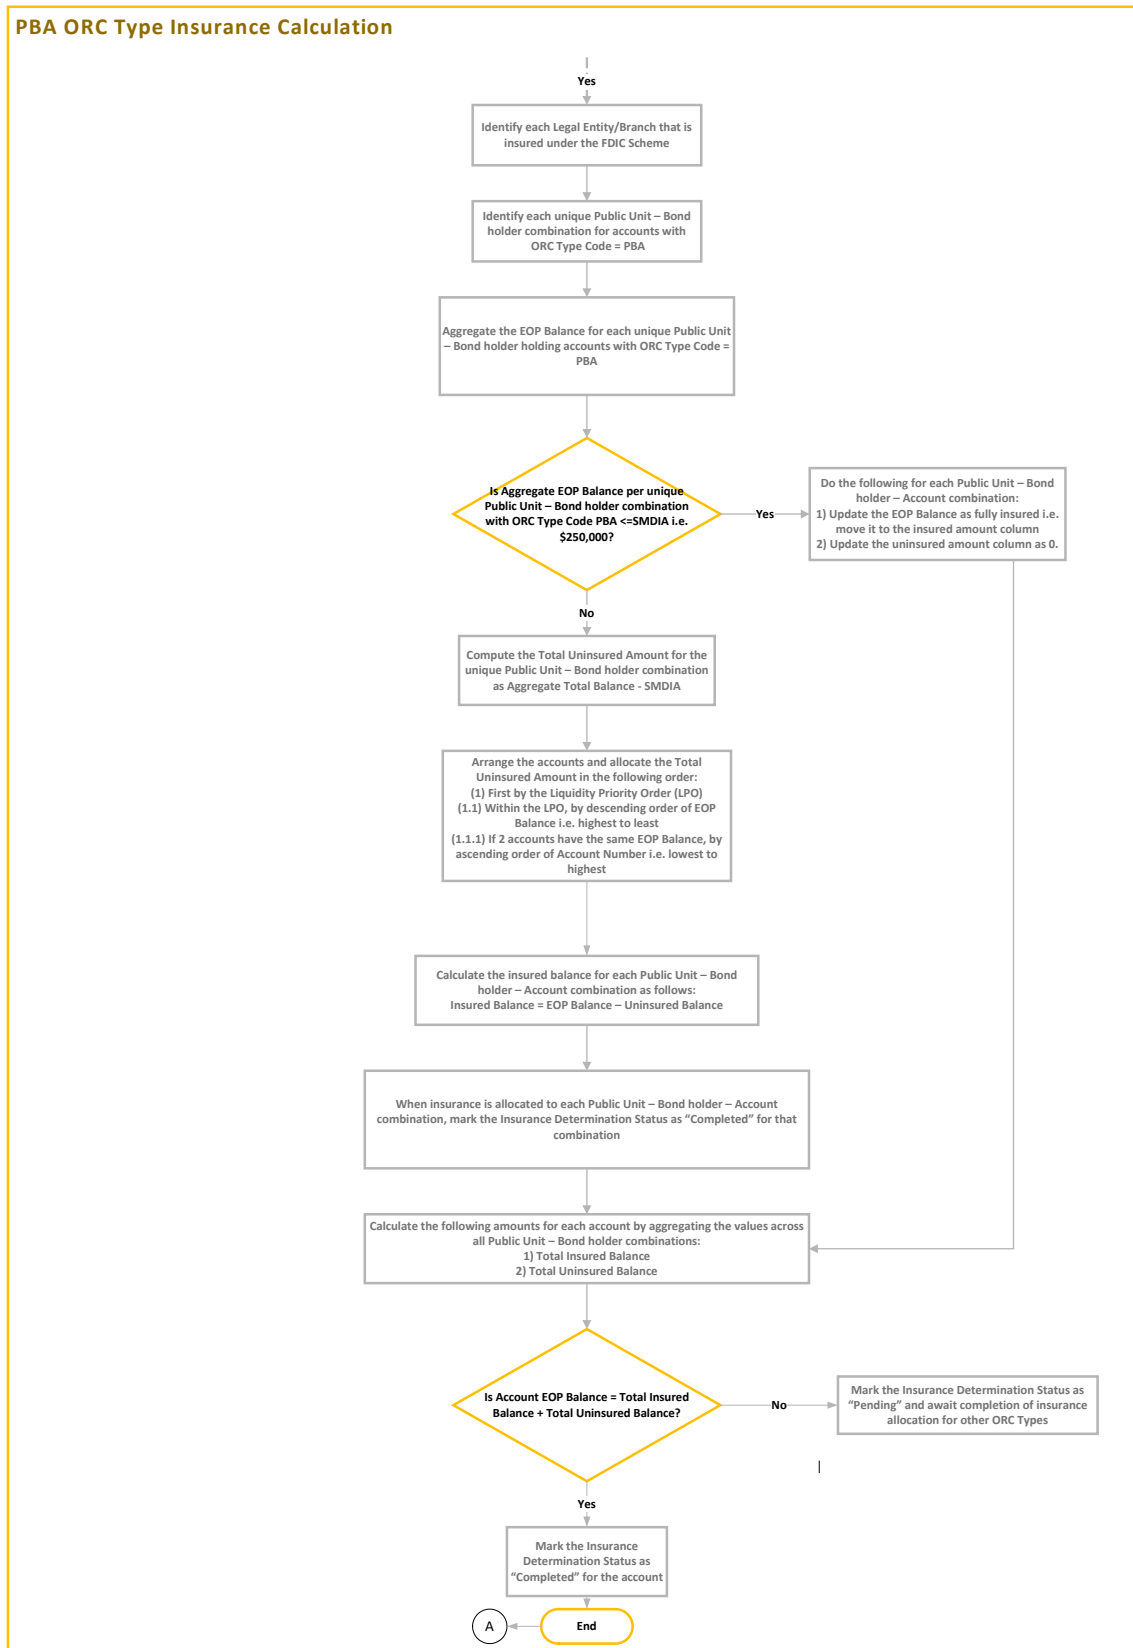 PBA ORC Type Insurance Calculation
Yes
Identify each Legal Entity/Branch that is
insured under the FDIC Scheme
Identify each unique Public Unit – Bond
holder combination for accounts with
ORC Type Code = PBA
Aggregate the EOP Balance for each unique Public Unit
– Bond holder holding accounts with ORC Type Code =
PBA
Is Aggregate EOP Balance per unique
Public Unit – Bond holder combination
with ORC Type Code PBA <=SMDIA i.e.
$250,000?
Yes
Do the following for each Public Unit – Bond
holder – Account combination:
1) Update the EOP Balance as fully insured i.e.
move it to the insured amount column
2) Update the uninsured amount column as 0.
No
Compute the Total Uninsured Amount for the
unique Public Unit – Bond holder combination
as Aggregate Total Balance - SMDIA
Arrange the accounts and allocate the Total
Uninsured Amount in the following order:
(1) First by the Liquidity Priority Order (LPO)
(1.1) Within the LPO, by descending order of EOP
Balance i.e. highest to least
(1.1.1) If 2 accounts have the same EOP Balance, by
ascending order of Account Number i.e. lowest to
highest
Calculate the insured balance for each Public Unit – Bond
holder – Account combination as follows:
Insured Balance = EOP Balance – Uninsured Balance
When insurance is allocated to each Public Unit – Bond holder – Account
combination, mark the Insurance Determination Status as “Completed” for that
combination
Calculate the following amounts for each account by aggregating the values across
all Public Unit – Bond holder combinations:
1) Total Insured Balance
2) Total Uninsured Balance
Is Account EOP Balance = Total Insured
Balance + Total Uninsured Balance?
No
Mark the Insurance Determination Status as
“Pending” and await completion of insurance
allocation for other ORC Types
Yes
Mark the Insurance
Determination Status as
“Completed” for the account
A
End